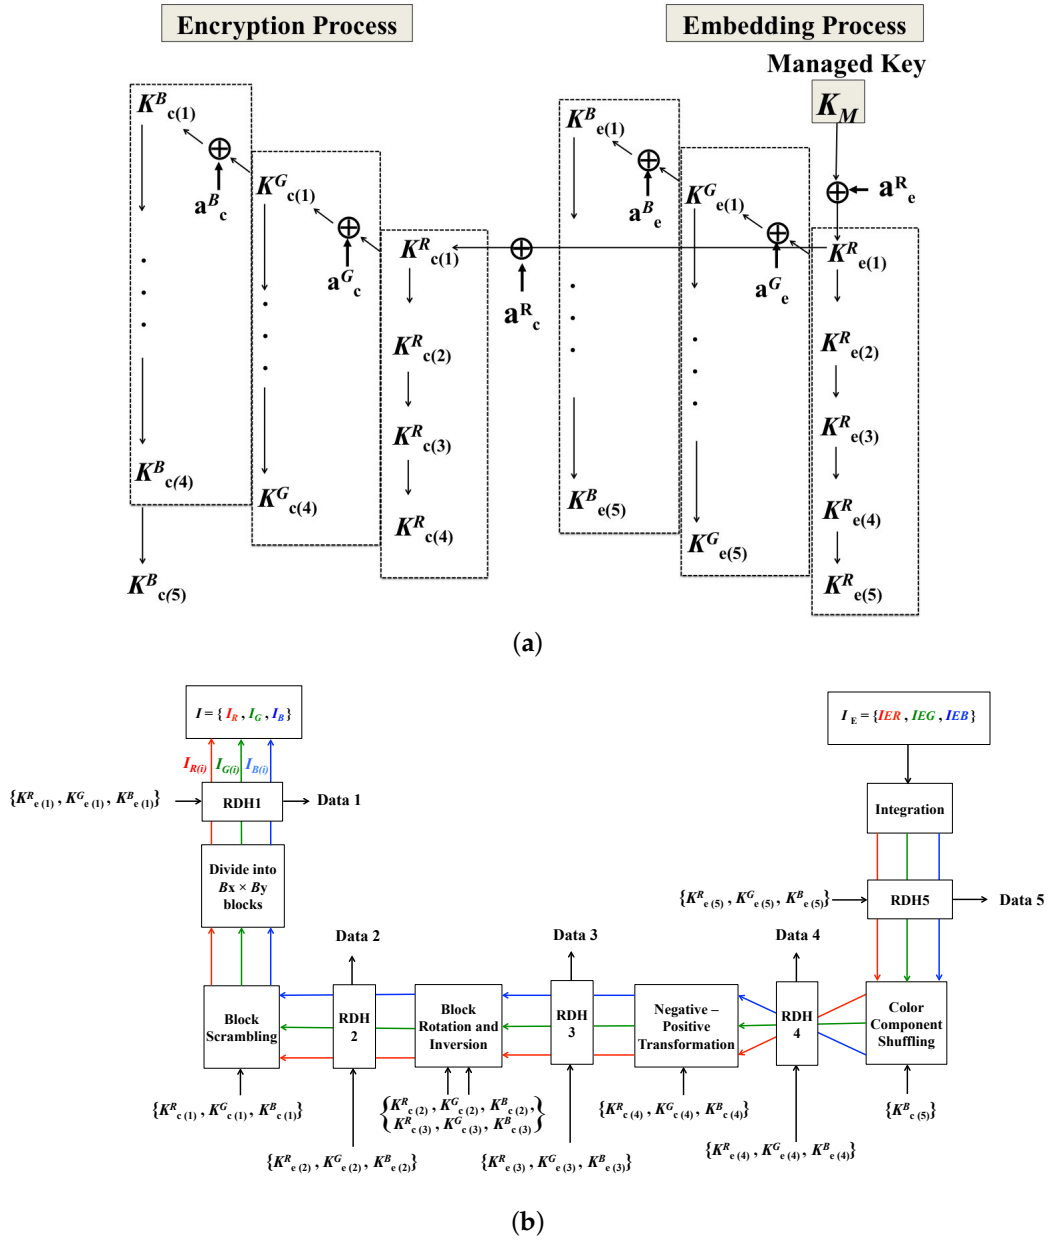 Encryption Process
Embedding Process
Managed Key
K_M
K^B_c(1)
K^B_e(1)
a^B_c
K^G_c(1)
a^B_e
K^G_e(1)
a^R_e
a^G_c
K^R_c(1)
a^R_c
a^G_e
K^R_e(1)
K^R_c(2)
K^R_e(2)
K^R_c(3)
K^R_e(3)
K^B_c(4)
K^G_c(4)
K^R_c(4)
K^B_e(5)
K^G_e(5)
K^R_e(4)
K^B_c(5)
K^R_e(5)
(a)
I = { I_R , I_G , I_B }
I_E = {IER , IEG , IEB }
I_R(i) I_G(i) I_B(i)
{K^R_e(1) , K^G_e(1) , K^B_e(1)}
RDH1
Data 1
Integration
Divide into
Bx × By
blocks
{K^R_e(5) , K^G_e(5) , K^B_e(5)}
RDH5
Data 5
Data 2
Data 3
Data 4
Block
Scrambling
RDH
2
Block
Rotation and
Inversion
RDH
3
Negative –
Positive
Transformation
RDH
4
Color
Component
Shuffling
{K^R_c(1) , K^G_c(1) , K^B_c(1)}
{K^R_c(2) , K^G_c(2) , K^B_c(2),
K^R_c(3) , K^G_c(3) , K^B_c(3)}
{K^R_c(4) , K^G_c(4) , K^B_c(4)}
{K^B_c(5)}
{K^R_e(2) , K^G_e(2) , K^B_e(2)}
{K^R_e(3) , K^G_e(3) , K^B_e(3)}
{K^R_e(4) , K^G_e(4) , K^B_e(4)}
(b)